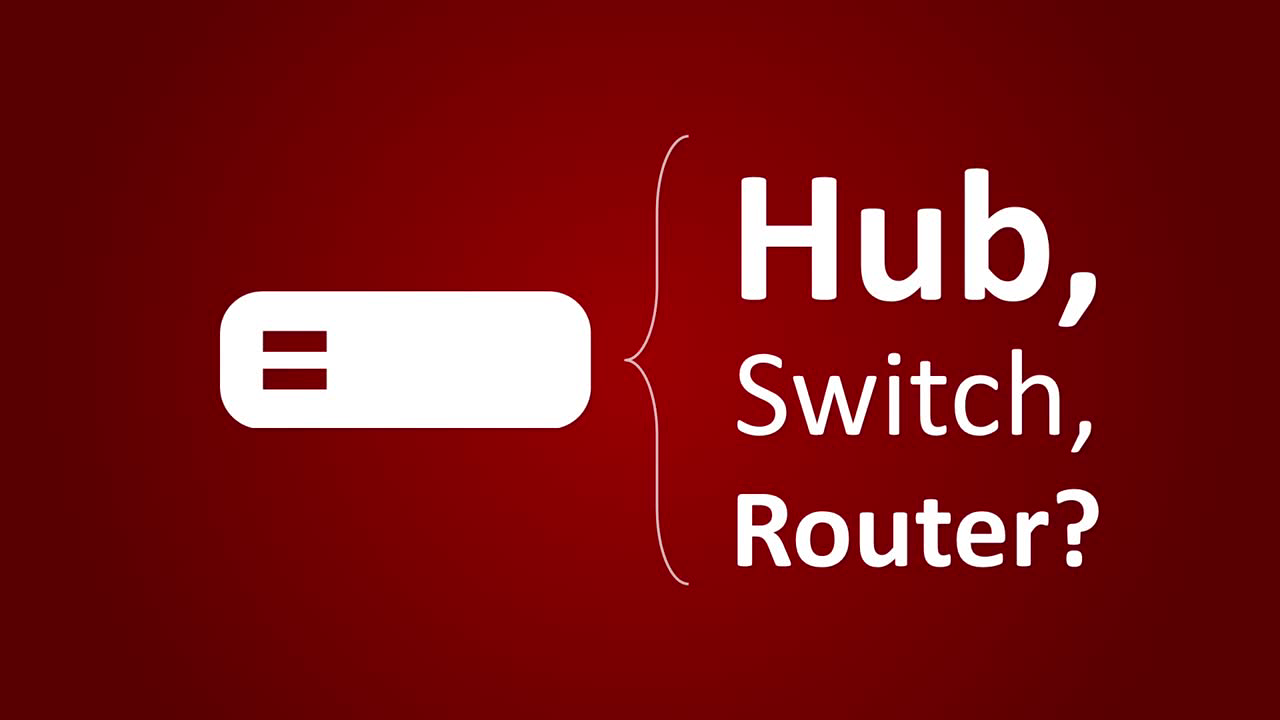 Hub,
Switch,
Router?